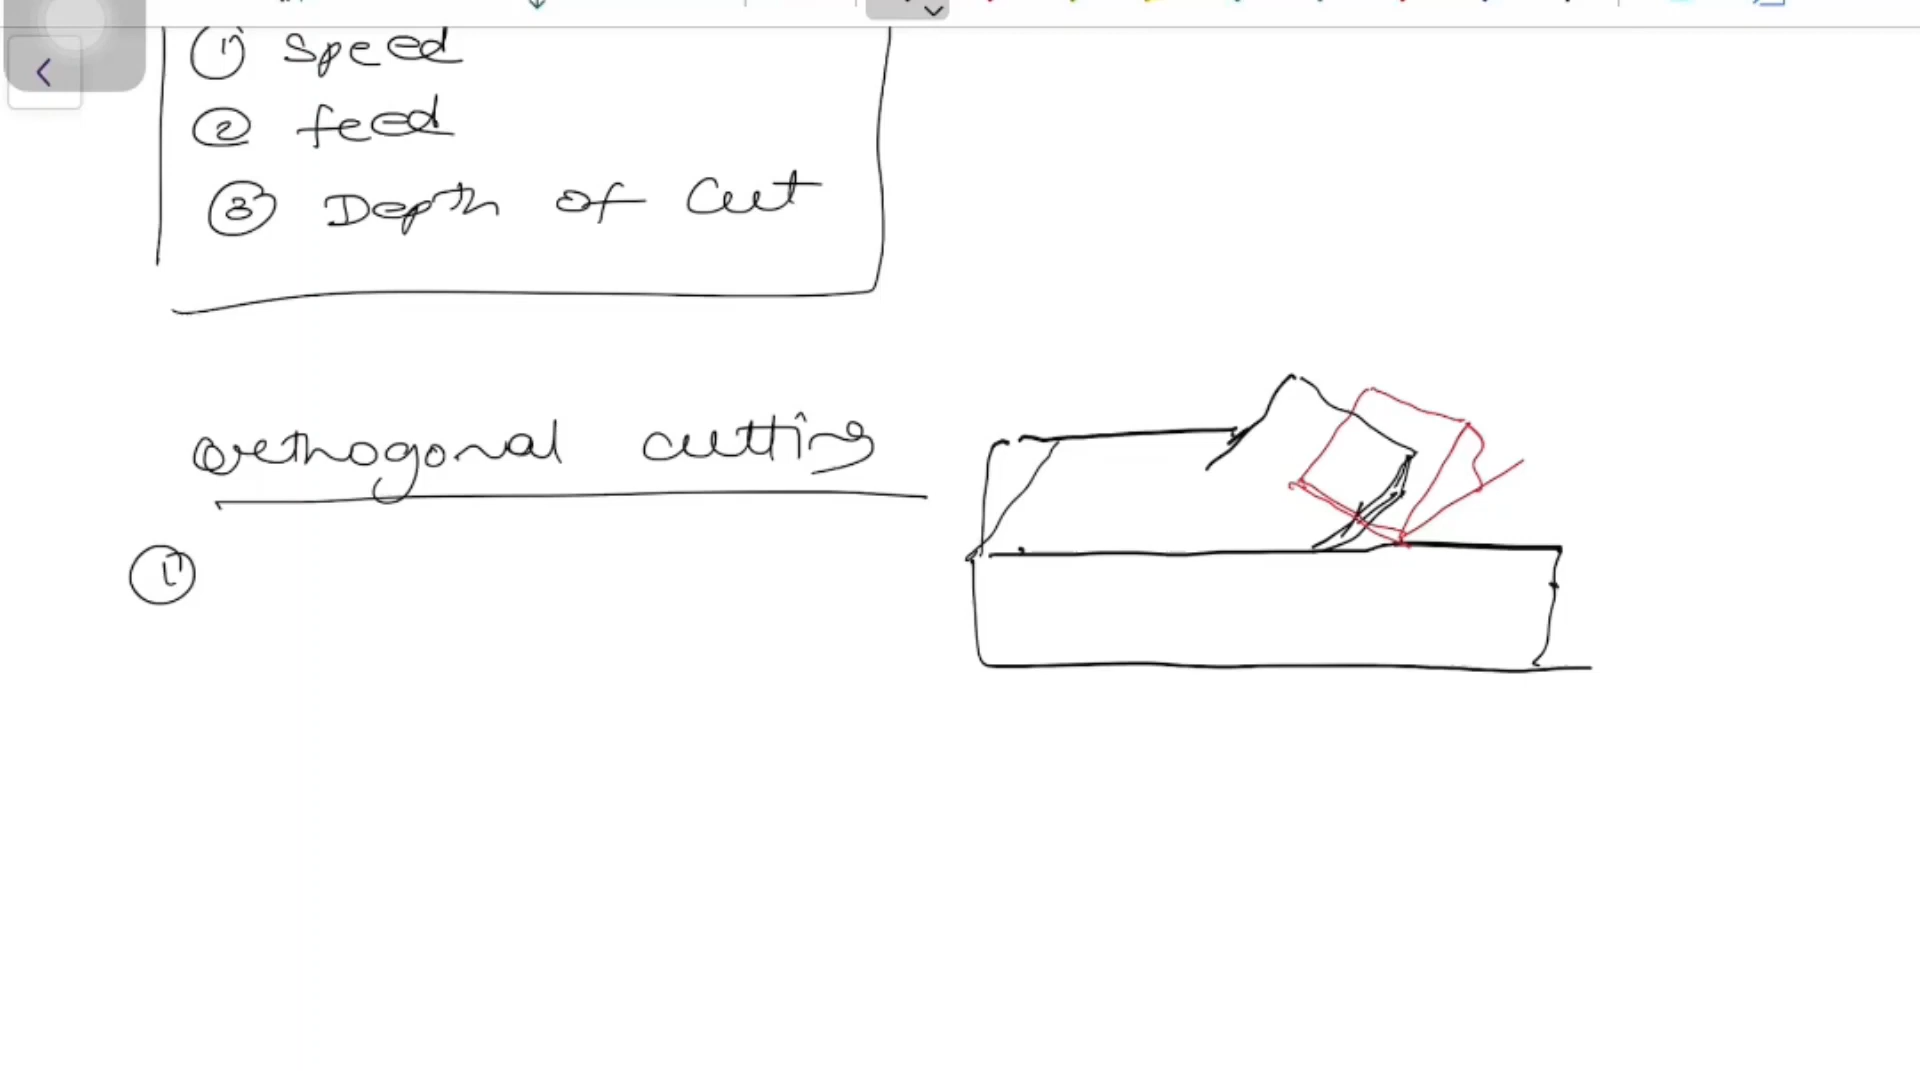 ① Speed
② feed
③ Depth of Cut
orthogonal cutting
①